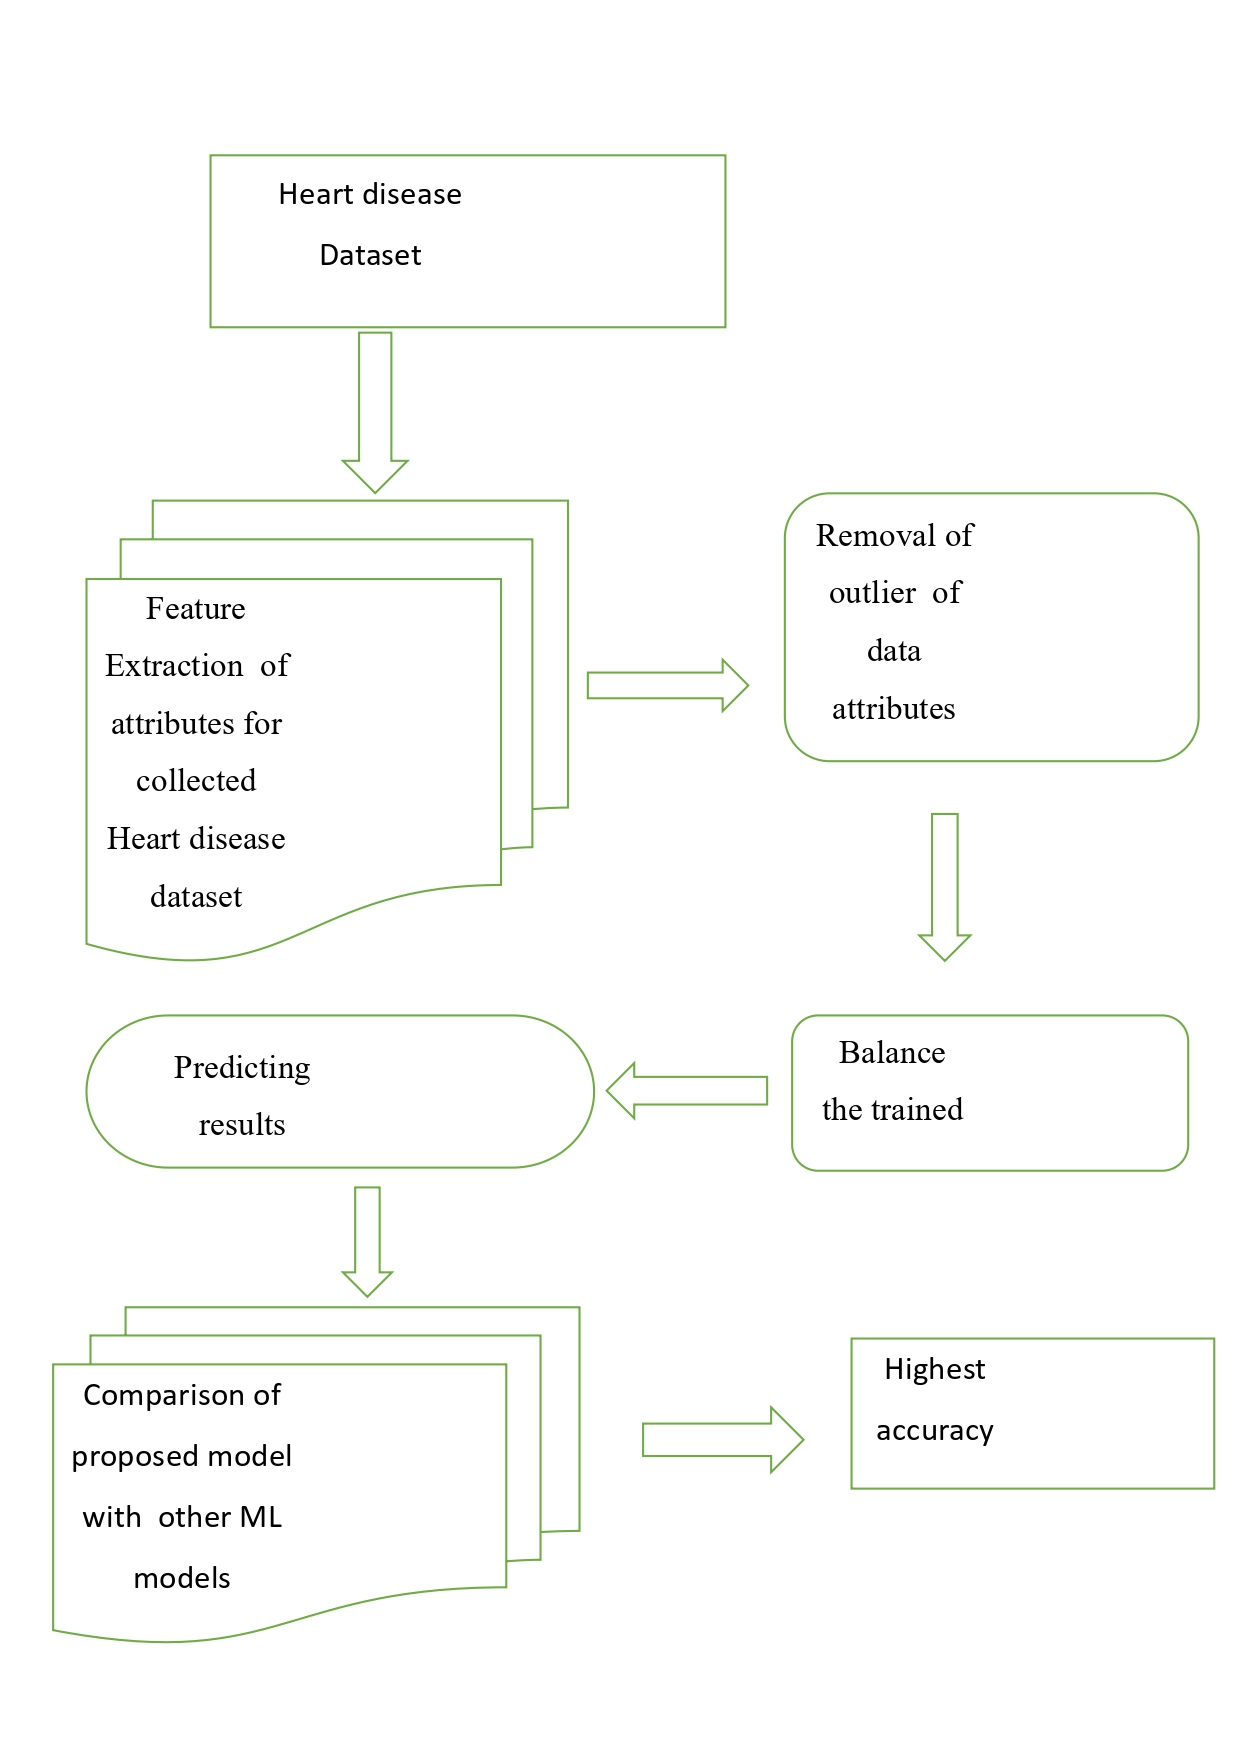 Heart disease
Dataset
Feature
Extraction of
attributes for
collected
Heart disease
dataset
Removal of
outlier of
data
attributes
Balance
the trained
Predicting
results
Comparison of
proposed model
with other ML
models
Highest
accuracy